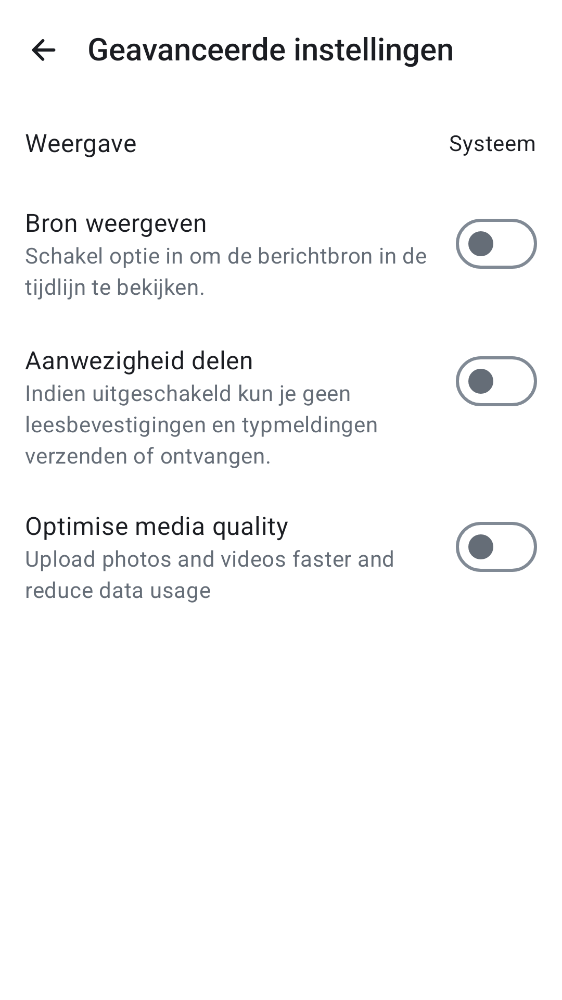 Geavanceerde instellingen
Weergave Systeem
Bron weergeven
Schakel optie in om de berichtbron in de
tijdlijn te bekijken.
Aanwezigheid delen
Indien uitgeschakeld kun je geen
leesbevestigingen en typmeldingen
verzenden of ontvangen.
Optimise media quality
Upload photos and videos faster and
reduce data usage